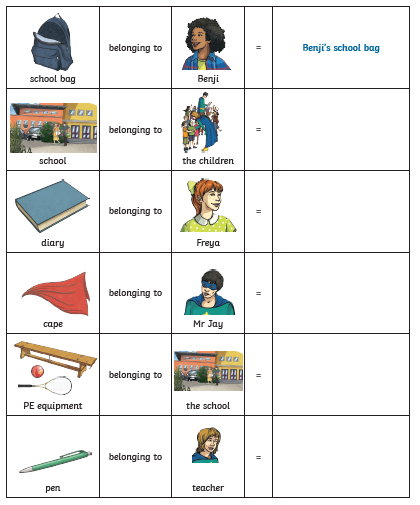 school bag
belonging to
Benji
=
Benji's school bag
school
belonging to
the children
=
diary
belonging to
Freya
=
cape
belonging to
Mr Jay
=
PE equipment
belonging to
the school
=
pen
belonging to
teacher
=